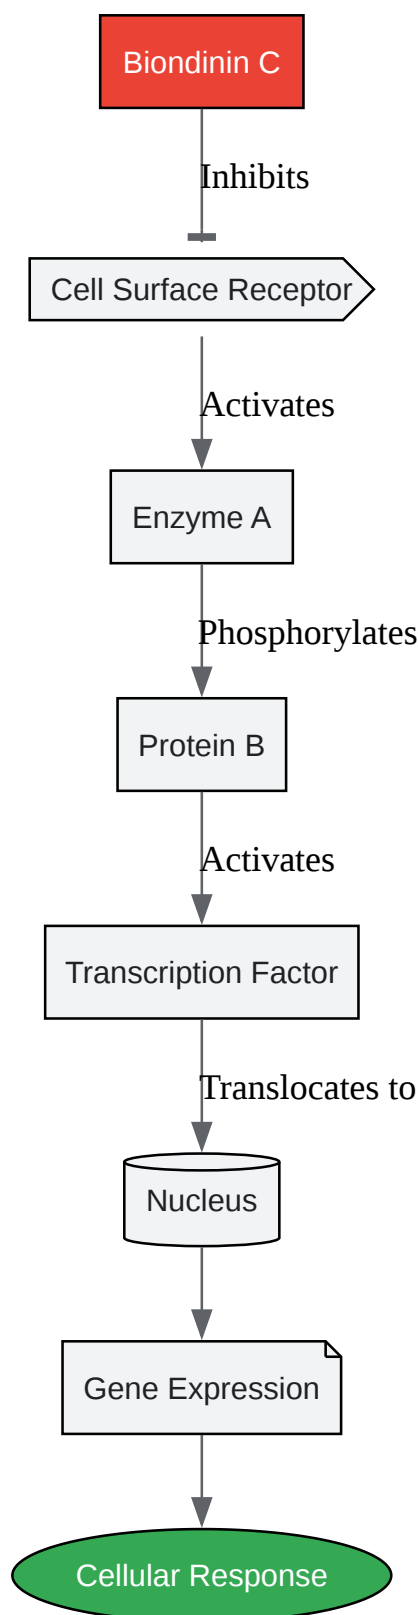 Biondinin C
Inhibits
Cell Surface Receptor
Activates
Enzyme A
Phosphorylates
Protein B
Activates
Transcription Factor
Translocates to
Nucleus
Gene Expression
Cellular Response